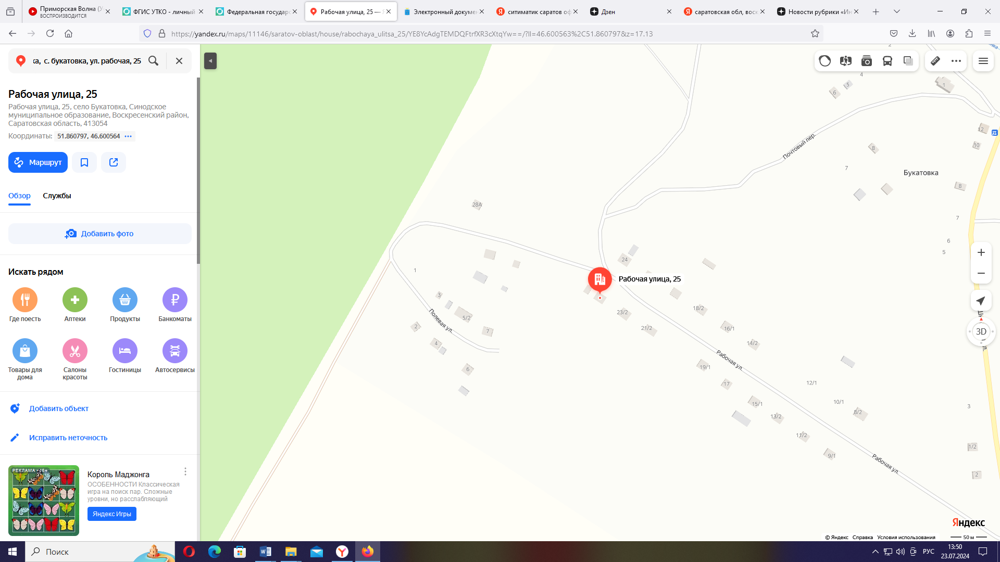 Приморская Волна (У
ВОСПРОИЗВОДИТСЯ
ФГИС УТКО - личный
Федеральная государс
Рабочая улица, 25 — Я
Электронный докумен
ситиматик саратов оф
Дзен
саратовская обл, воск
Новости рубрики «Ин
https://yandex.ru/maps/11146/saratov-oblast/house/rabochaya_ulitsa_25/YE8YcAdgTEMDQFtrfXR3cXtqYw==/?ll=46.600563%2C51.860797&z=17.13
ка, с. букатовка, ул. рабочая, 25
Рабочая улица, 25
Рабочая улица, 25, село Букатовка, Синодское
муниципальное образование, Воскресенский район,
Саратовская область, 413054
Координаты: 51.860797, 46.600564
Маршрут
Обзор Службы
Добавить фото
Искать рядом
Где поесть Аптеки Продукты Банкоматы
Товары для дома
Салоны красоты
Гостиницы
Автосервисы
Добавить объект
Исправить неточность
РЕКЛАМА • 16+
Король Маджонга
ОСОБЕННОСТИ Классическая
игра на поиск пар. Сложные
уровни, но расслабляющий
Яндекс Игры
2
4
5
6
1
12
10
8
7
Почтовый пер.
Букатовка
8
7
6
5
28А
24
Рабочая улица, 25
1
3
5/2
Полевая ул.
2
7
4
6
23/2
21/2
18/2
16/1
14/2
Рабочая ул.
19/1
17
15/1
13/2
11/2
9/1
12/1
10/1
8/2
3
1/2
2
Рабочая ул.
3D
Яндекс
© Яндекс Справка Условия использования
50 м
Поиск
РУС
13:50
23.07.2024